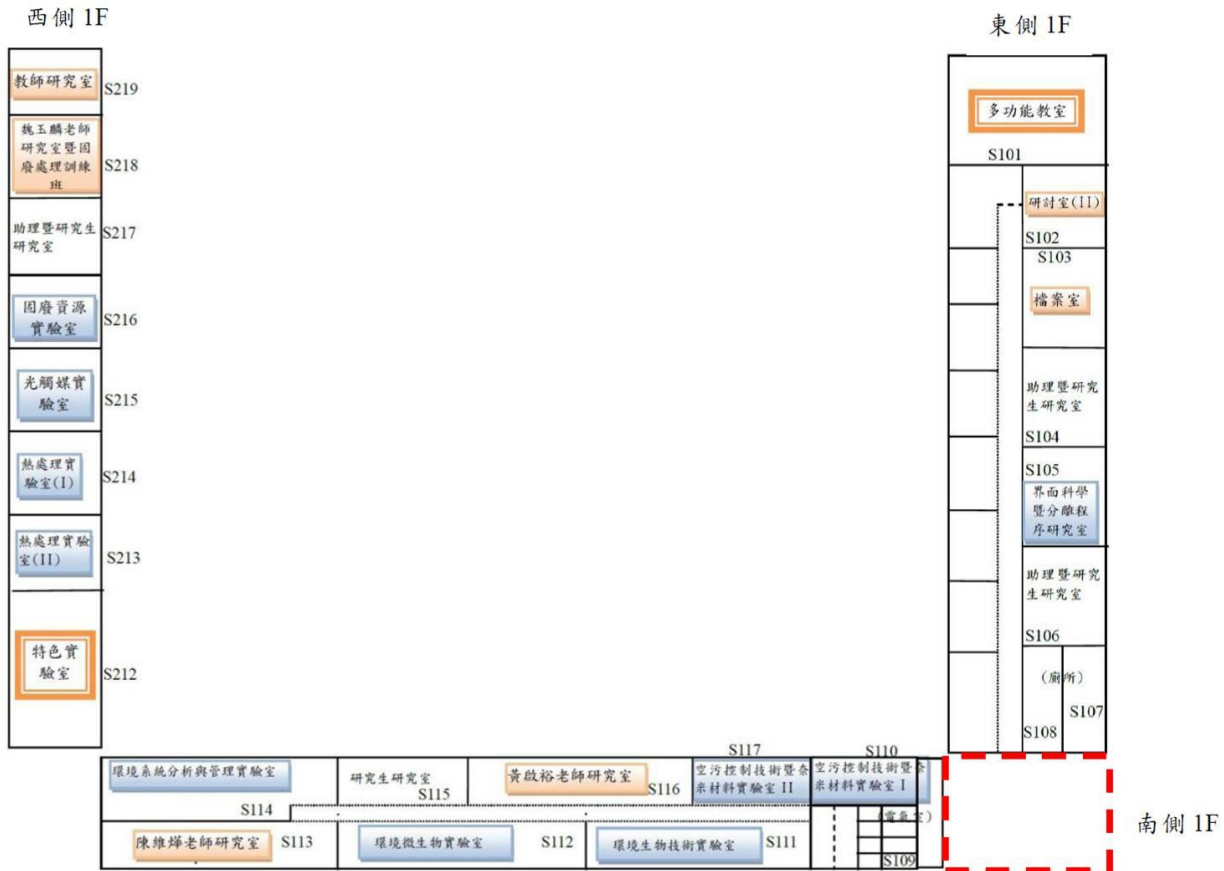 西側 1F
教師研究室
S219
魏玉麟老師
研究室暨固
廢處理訓練
班
S218
助理暨研究生
研究室
S217
固廢資源
實驗室
S216
光觸媒實
驗室
S215
熱處理實
驗室(I)
S214
熱處理實驗
室(II)
S213
特色實
驗室
S212
東側 1F
多功能教室
S101
研討室(II)
S102
S103
檔案室
助理暨研究
生研究室
S104
S105
界面科學
暨分離程
序研究室
助理暨研究
生研究室
S106
(廁所)
S107
S108
S117
S110
環境系統分析與管理實驗室
S114
研究生研究室
S115
黃啟裕老師研究室
S116
空污控制技術暨奈
米材料實驗室 II
空污控制技術暨奈
米材料實驗室 I
(電氣室)
陳維燁老師研究室
S113
環境微生物實驗室
S112
環境生物技術實驗室
S111
S109
南側 1F